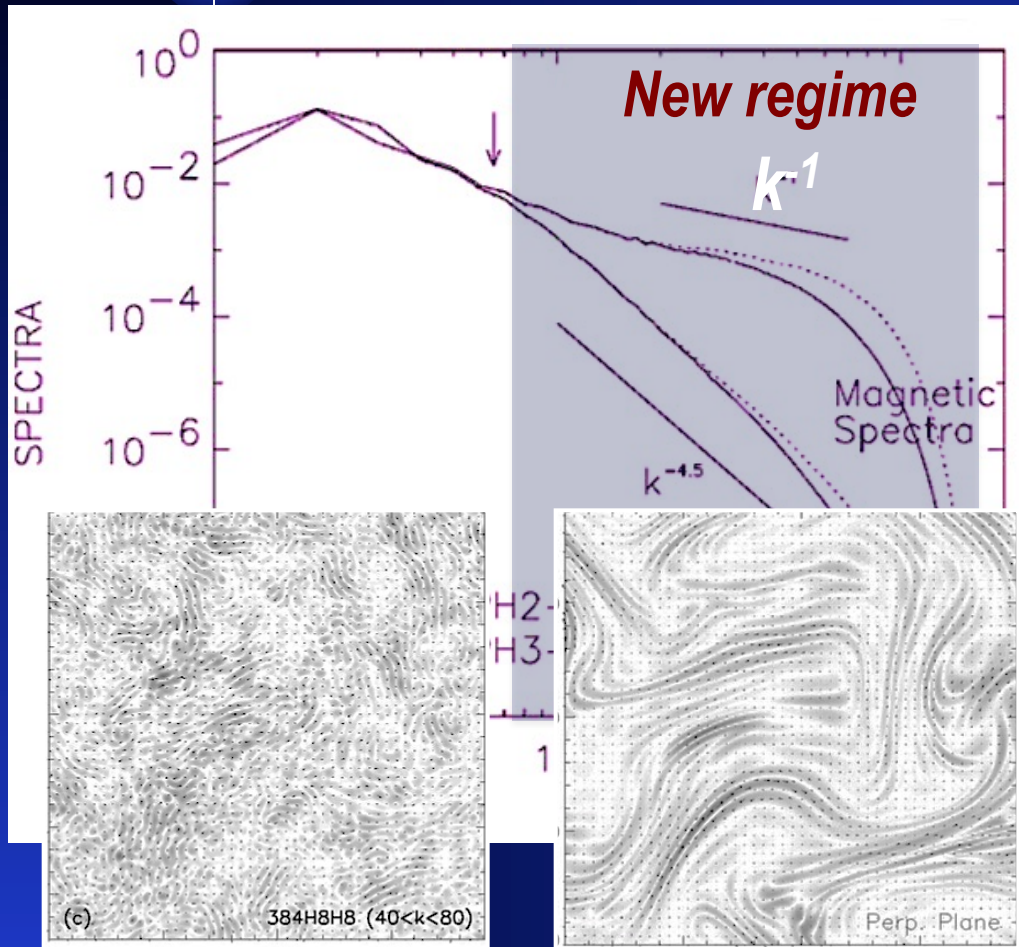 10^0
New regime
k^-1
10^-2
10^-4
10^-6
SPECTRA
Magnetic
Spectra
k^-4.5
H2-
H3-
1
(c) 384H8H8 (40<k<80)
Perp. Plane